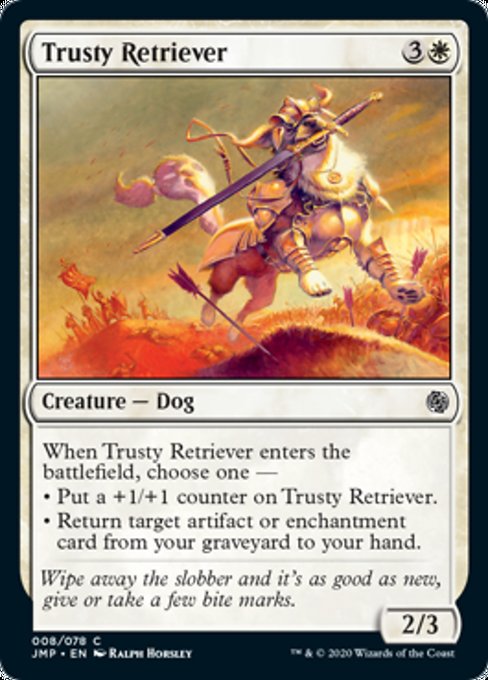 Trusty Retriever 3
Creature — Dog
When Trusty Retriever enters the
battlefield, choose one —
• Put a +1/+1 counter on Trusty Retriever.
• Return target artifact or enchantment
card from your graveyard to your hand.
Wipe away the slobber and it's as good as new,
give or take a few bite marks.
2/3
008/078 C
JMP • EN RALPH HORSLEY ™ & © 2020 Wizards of the Coast